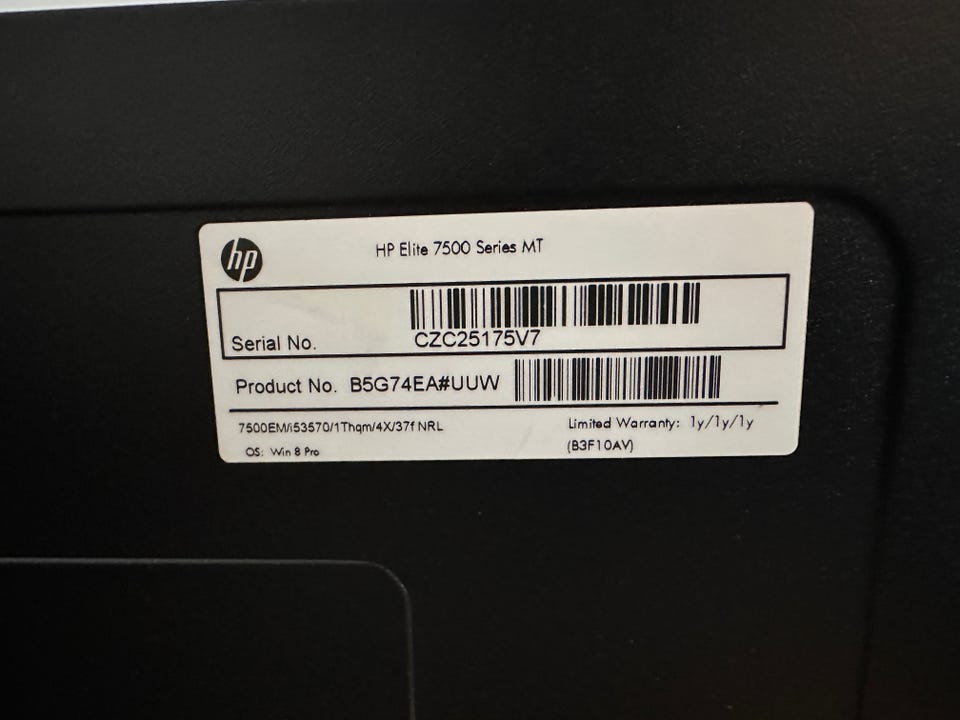 hp
HP Elite 7500 Series MT
Serial No.
CZC25175V7
Product No. B5G74EA#UUW
7500EM/i53570/1Thqm/4X/37f NRL
Limited Warranty: 1y/1y/1y
OS: Win 8 Pro
(B3F10AV)